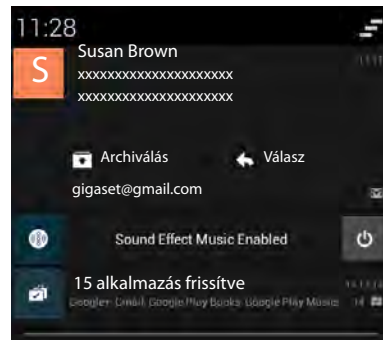 11:28
S
Susan Brown
xxxxxxxxxxxxxxxxxxxxx
xxxxxxxxxxxxxxxxxxxxx
Archiválás
Válasz
gigaset@gmail.com
Sound Effect Music Enabled
15 alkalmazás frissítve
Google+ Gmail, Google Play Books, Google Play Music